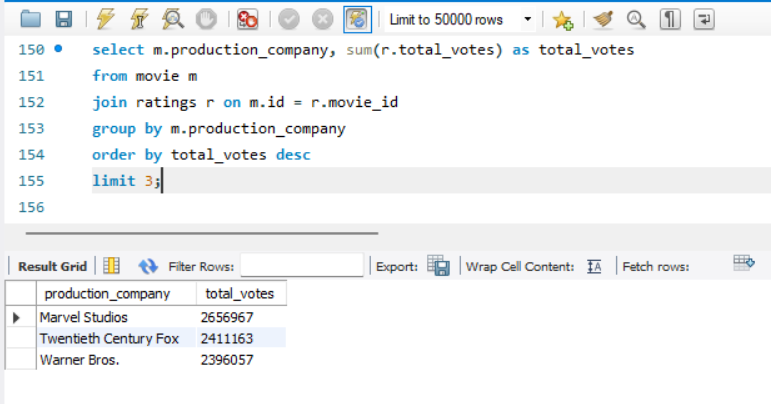 Limit to 50000 rows
150 select m.production_company, sum(r.total_votes) as total_votes
151 from movie m
152 join ratings r on m.id = r.movie_id
153 group by m.production_company
154 order by total_votes desc
155 limit 3;
156
Result Grid Filter Rows: Export: Wrap Cell Content: IA Fetch rows:
production_company total_votes
Marvel Studios 2656967
Twentieth Century Fox 2411163
Warner Bros. 2396057